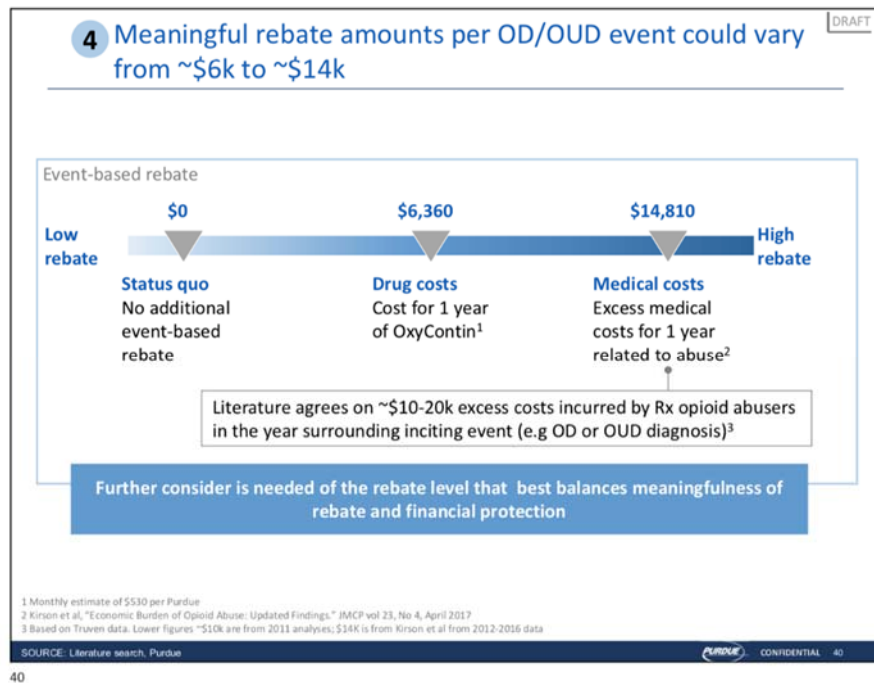 DRAFT
4 Meaningful rebate amounts per OD/OUD event could vary
from ~$6k to ~$14k
Event-based rebate
$0
$6,360
$14,810
Low
rebate
High
rebate
Status quo
No additional
event-based
rebate
Drug costs
Cost for 1 year
of OxyContin1
Medical costs
Excess medical
costs for 1 year
related to abuse2
Literature agrees on ~$10-20k excess costs incurred by Rx opioid abusers
in the year surrounding inciting event (e.g OD or OUD diagnosis)3
Further consider is needed of the rebate level that best balances meaningfulness of
rebate and financial protection
1 Monthly estimate of $530 per Purdue
2 Kirson et al, "Economic Burden of Opioid Abuse: Updated Findings." JMCP vol 23, No 4, April 2017
3 Based on Truven data. Lower figures ~$10k are from 2011 analyses; $14K is from Kirson et al from 2012-2016 data
SOURCE: Literature search, Purdue
PURDUE CONFIDENTIAL 40
40